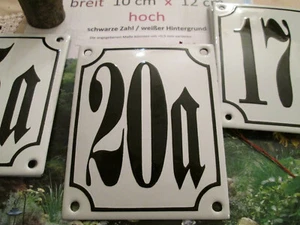 breit 10 cm x 12 c
hoch
schwarze Zahl / weißer Hintergrund
a
20a
17